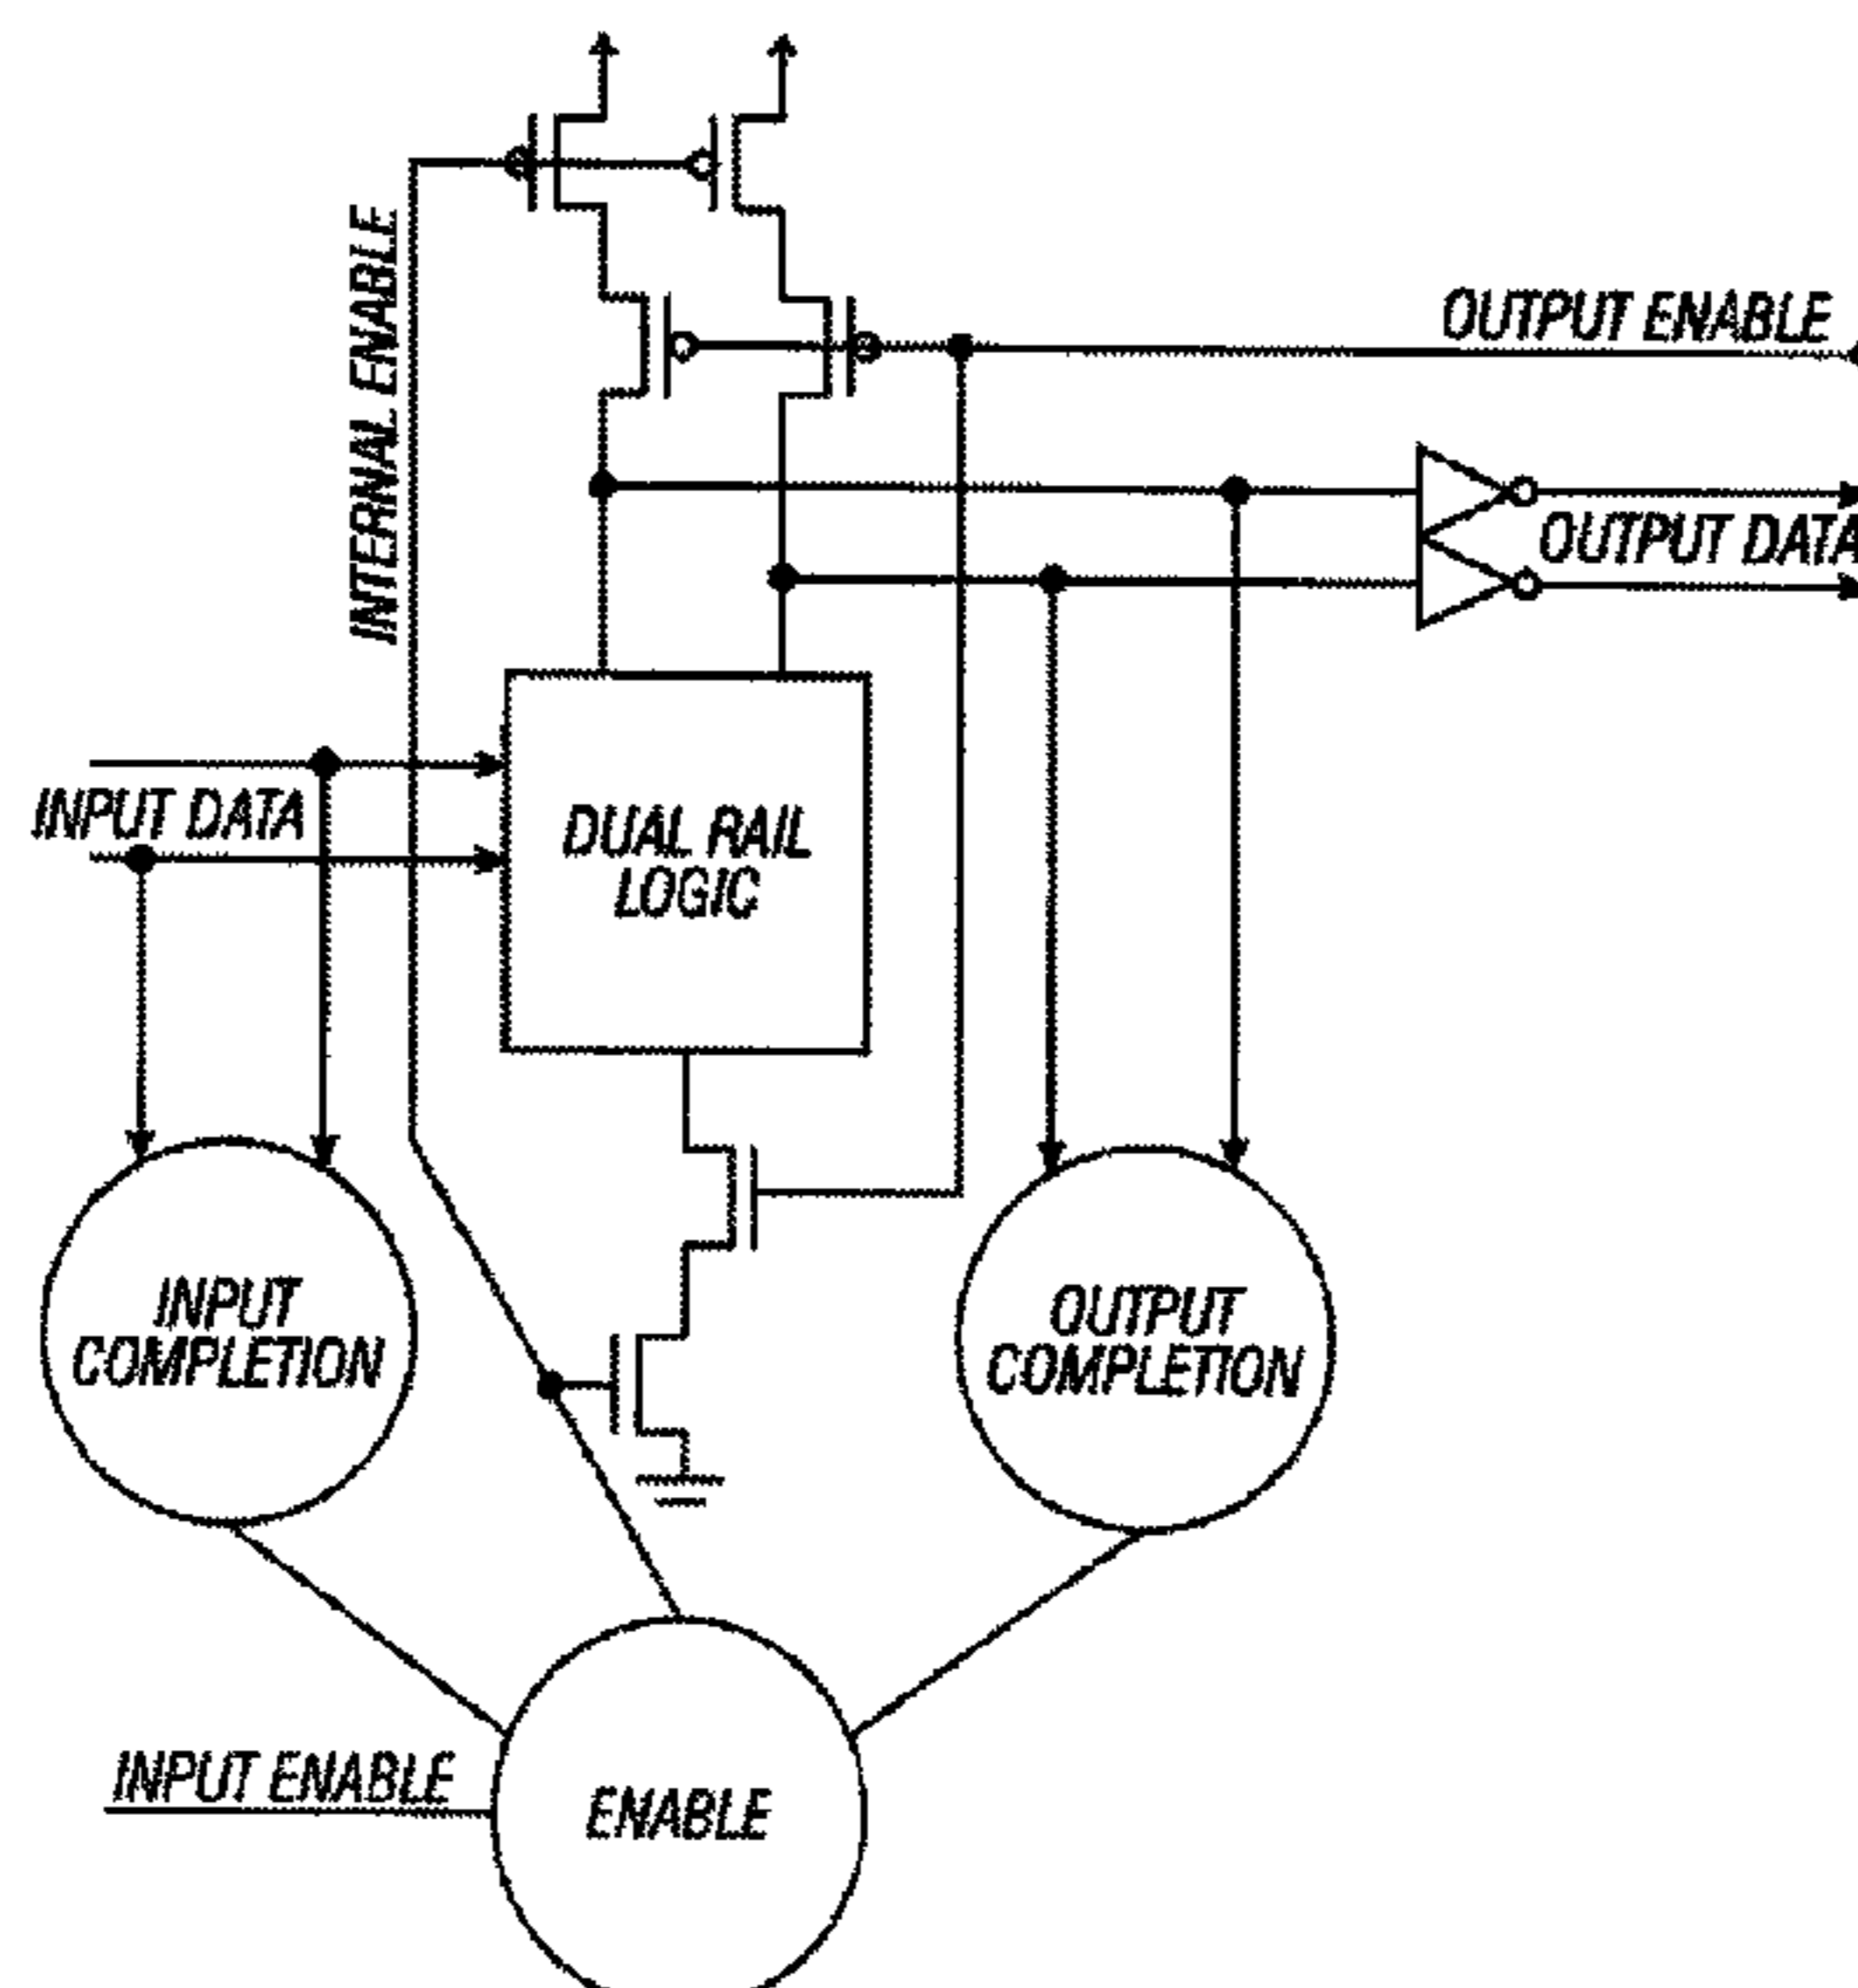 INTERNAL ENABLE
OUTPUT ENABLE
OUTPUT DATA
INPUT DATA
DUAL RAIL
LOGIC
INPUT
COMPLETION
OUTPUT
COMPLETION
INPUT ENABLE
ENABLE